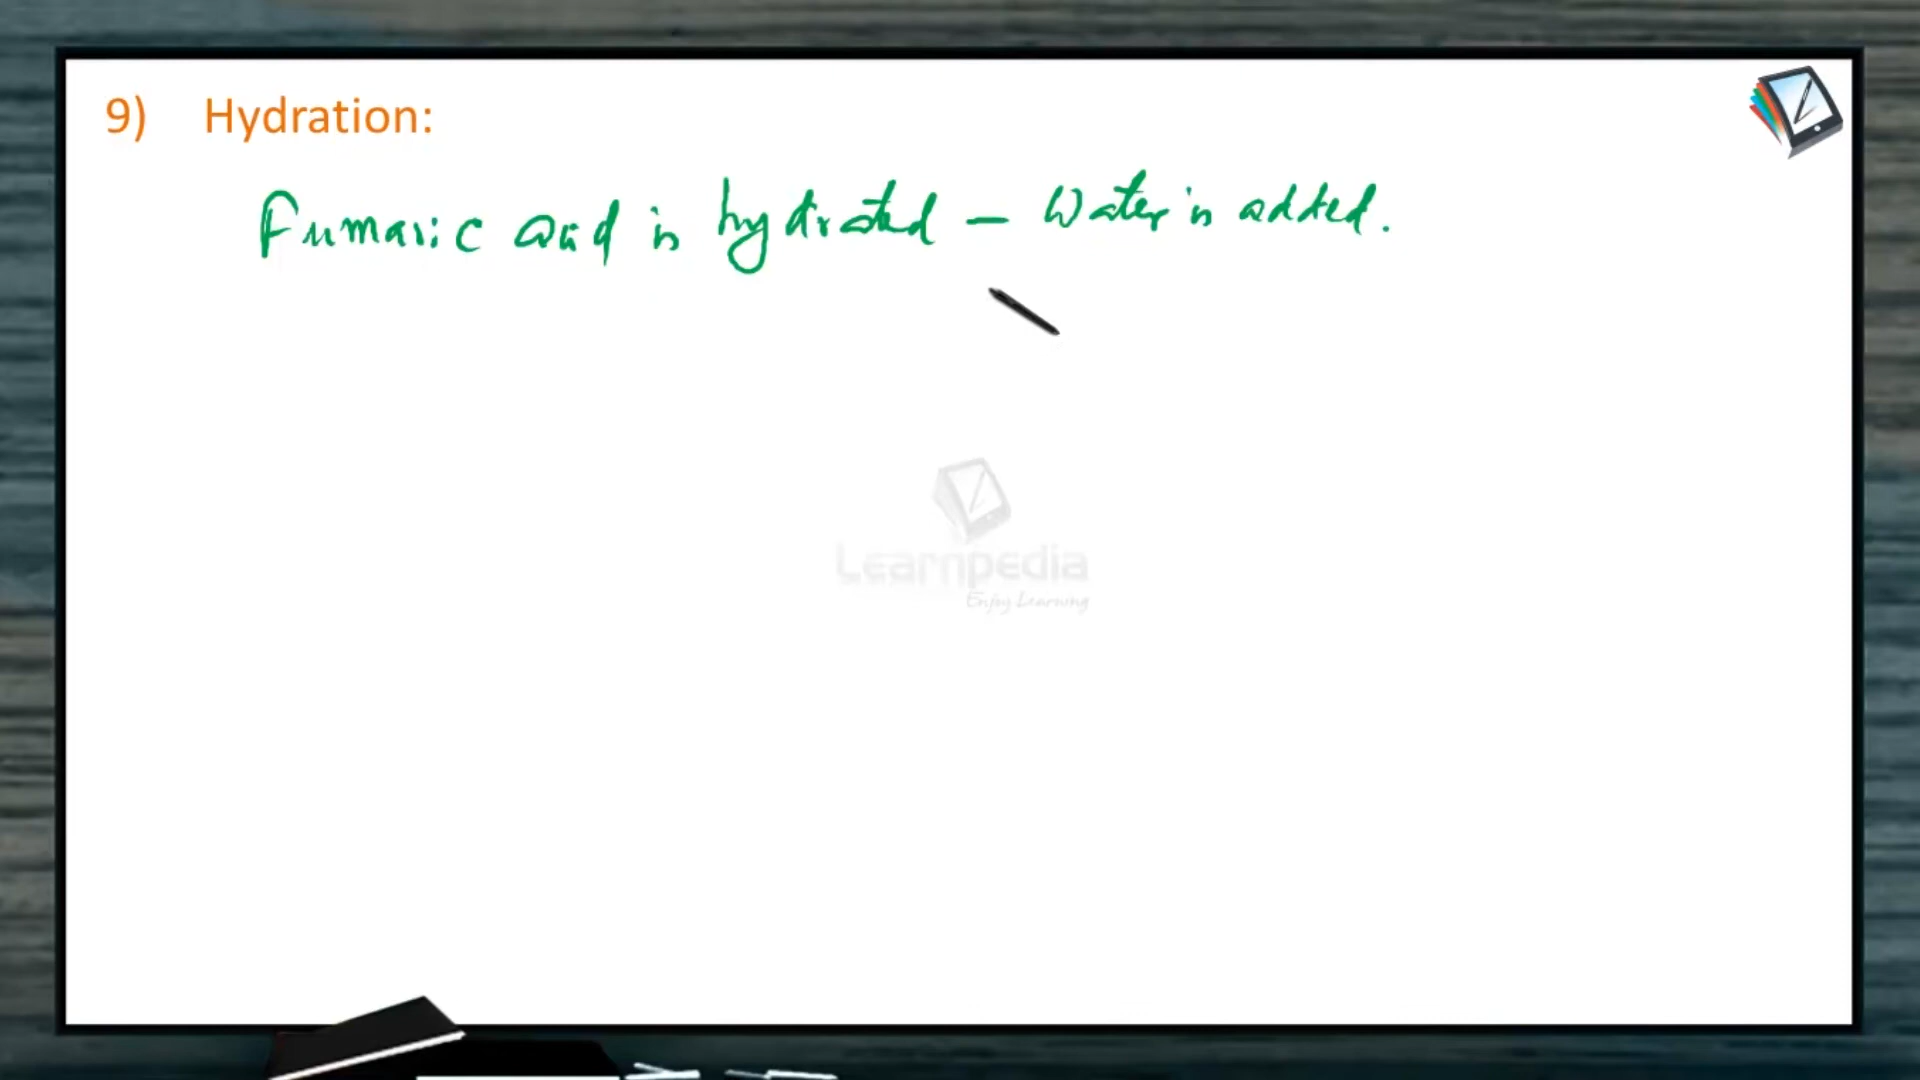 9) Hydration:
Fumaric acid is hydrated – Water is added.
Learnpedia
Enjoy Learning